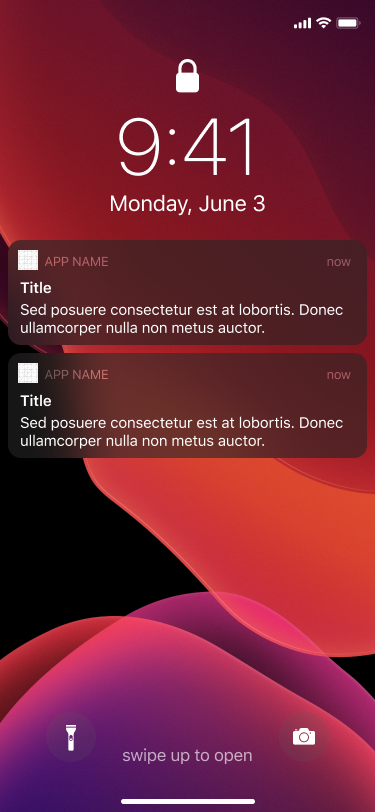 9:41
Monday, June 3
APP NAME now
Title
Sed posuere consectetur est at lobortis. Donec
ullamcorper nulla non metus auctor.
APP NAME now
Title
Sed posuere consectetur est at lobortis. Donec
ullamcorper nulla non metus auctor.
swipe up to open